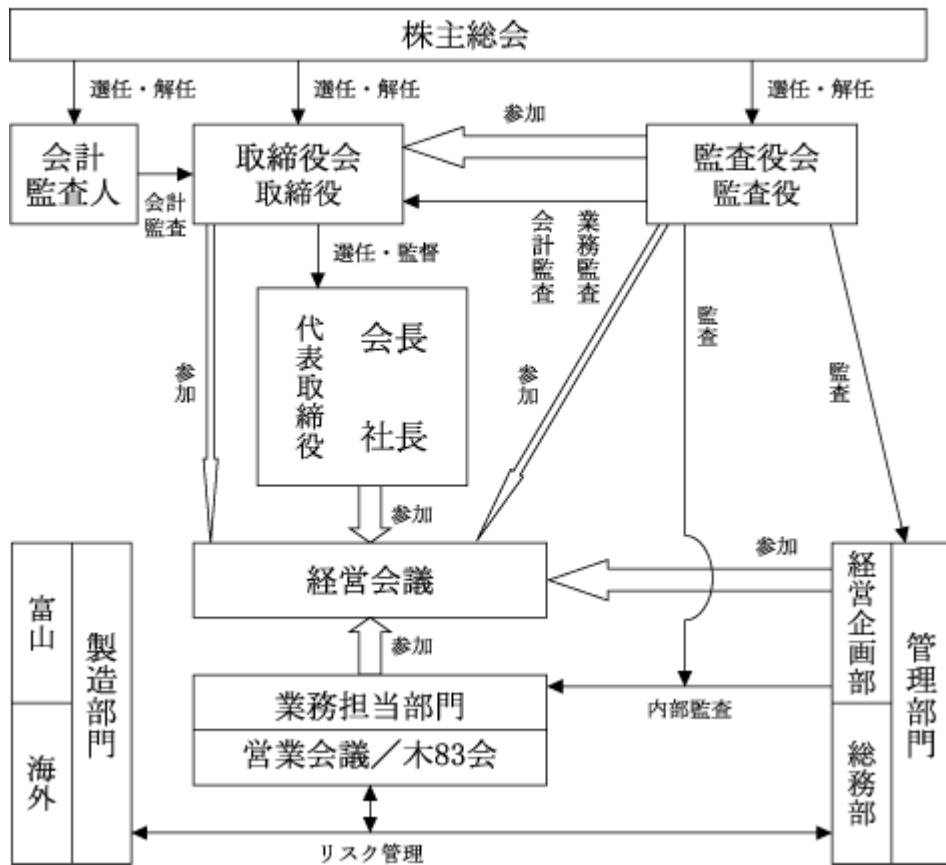 株主総会
選任・解任
選任・解任
選任・解任
会計
監査人
会計
監査
取締役会
取締役
参加
監査役会
監査役
選任・監督
業務監査
会計監査
監査
監査
参加
代表取締役
会長
社長
参加
参加
経営会議
参加
参加
富山
海外
製造部門
業務担当部門
営業会議／木83会
内部監査
経営企画部
総務部
管理部門
リスク管理